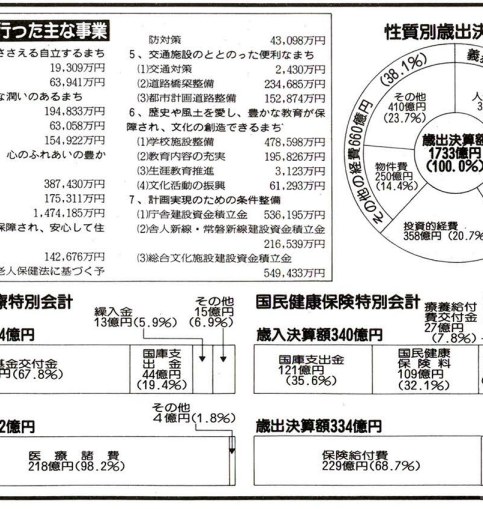 行った主な事業
ささえる自立するまち
19,309万円
63,941万円
な潤いのあるまち
194,833万円
63,058万円
154,922万円
心のふれあいの豊か
387,430万円
175,311万円
1,474,185万円
保障され、安心して住
142,676万円
老人保健法に基づく予
防対策 43,098万円
5、交通施設のととのった便利なまち
(1)交通対策 2,430万円
(2)道路橋梁整備 234,685万円
(3)都市計画道路整備 152,874万円
6、歴史や風土を愛し、豊かな教育が保
障され、文化の創造できるまち
(1)学校施設整備 478,598万円
(2)教育内容の充実 195,826万円
(3)生涯教育推進 3,123万円
(4)文化活動の振興 61,293万円
7、計画実現のための条件整備
(1)庁舎建設資金積立金 536,195万円
(2)舎人新線・常磐新線建設資金積立金
216,539万円
(3)総合文化施設建設資金積立金
549,433万円
性質別歳出決
その他の経費660億円
(38.1%)
その他
410億円
(23.7%)
物件費
250億円
(14.4%)
歳出決算額
1733億円
(100.0%)
投資的経費
358億円(20.7%
療特別会計
4億円
繰入金
13億円(5.9%)
その他
15億円
(6.9%)
基金交付金
円(67.8%)
国庫支
出金
44億円
(19.4%)
2億円
その他
4億円(1.8%)
医療諸費
218億円(98.2%)
国民健康保険特別会計
療養給付
費交付金
27億円
(7.8%)
歳入決算額340億円
国庫支出金
121億円
(35.6%)
国民健康
保険料
109億円
(32.1%)
歳出決算額334億円
保険給付費
229億円(68.7%)